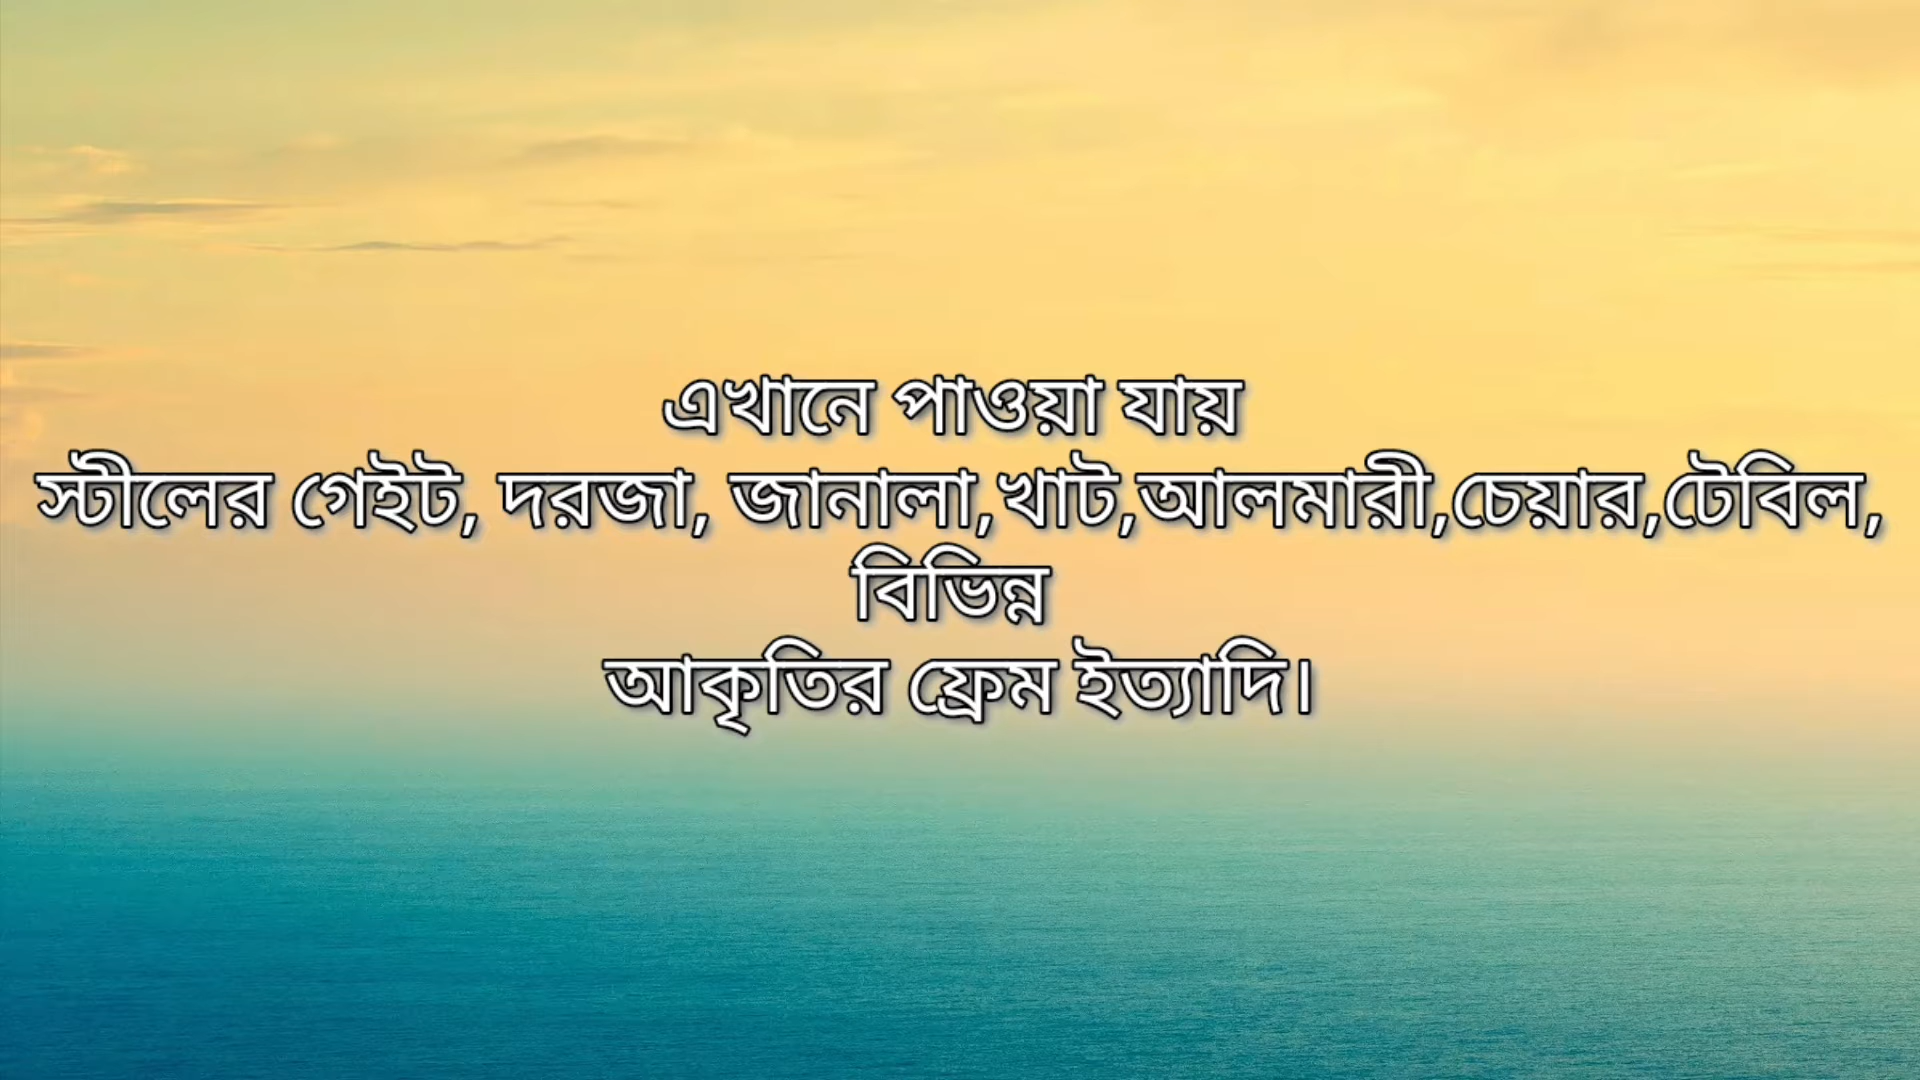 এখানে পাওয়া যায়
স্টীলের গেইট, দরজা, জানালা,খাট,আলমারী,চেয়ার,টেবিল,
বিভিন্ন
আকৃতির ফ্রেম ইত্যাদি।